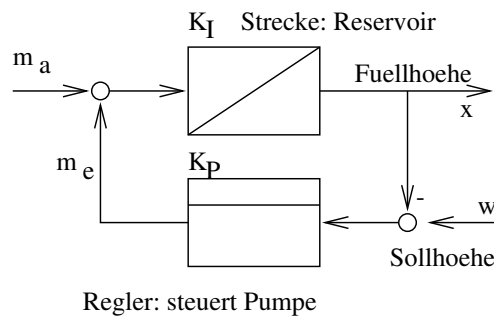 K_I Strecke: Reservoir
m_a
Fuellhoehe
x
m_e
K_P
-
w
Sollhoehe
Regler: steuert Pumpe